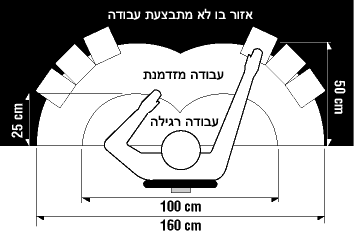 אזור בו לא מתבצעת עבודה
עבודה מזדמנת
עבודה רגילה
50 cm
25 cm
100 cm
160 cm